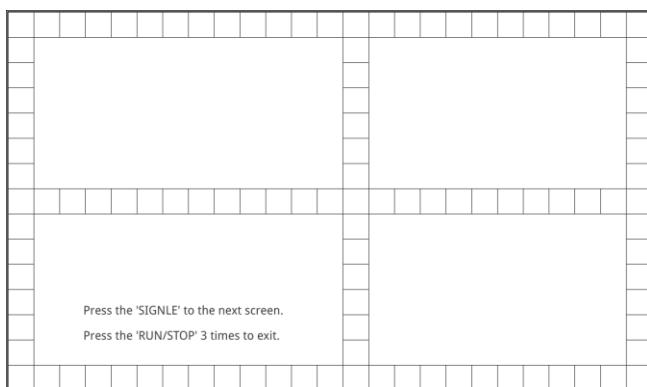 Press the 'SIGNLE' to the next screen.
Press the 'RUN/STOP' 3 times to exit.